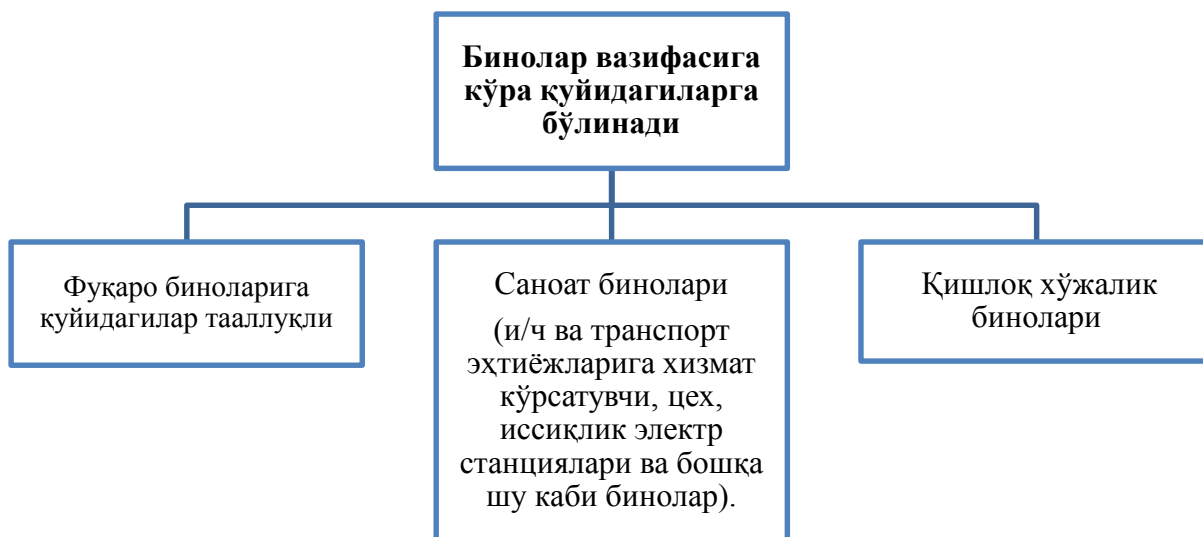 Бинолар вазифасига
кўра қуйидагиларга
бўлинади
Фуқаро биноларига
қуйидагилар тааллуқли
Саноат бинолари
(и/ч ва транспорт
эҳтиёжларига хизмат
кўрсатувчи, цех,
иссиқлик электр
станциялари ва бошқа
шу каби бинолар).
Қишлоқ хўжалик
бинолари